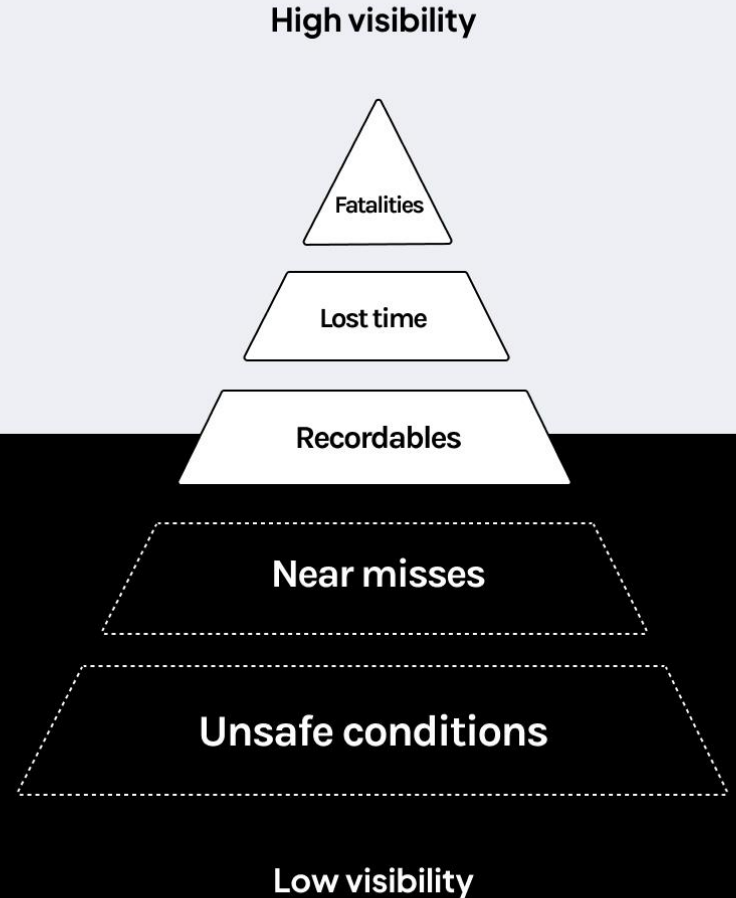 High visibility
Fatalities
Lost time
Recordables
Near misses
Unsafe conditions
Low visibility